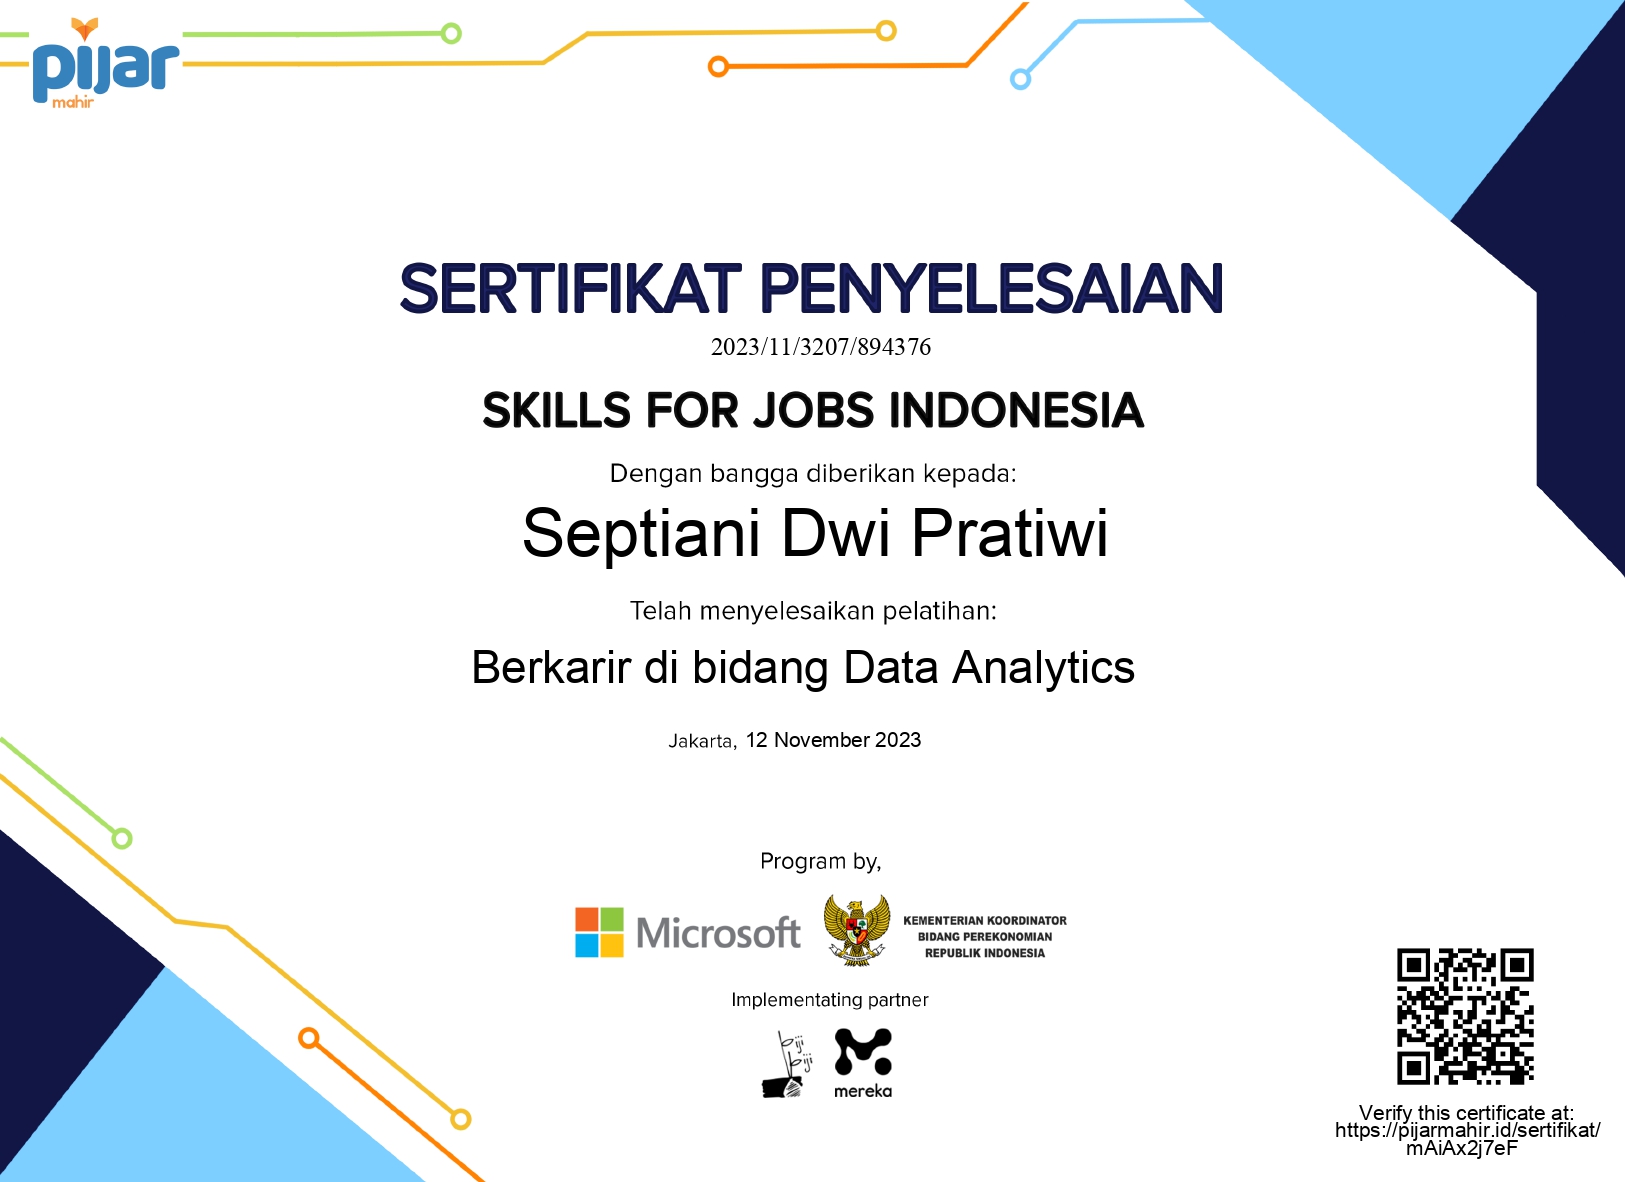 pijar
mahir
SERTIFIKAT PENYELESAIAN
2023/11/3207/894376
SKILLS FOR JOBS INDONESIA
Dengan bangga diberikan kepada:
Septiani Dwi Pratiwi
Telah menyelesaikan pelatihan:
Berkarir di bidang Data Analytics
Jakarta, 12 November 2023
Program by,
Microsoft
KEMENTERIAN KOORDINATOR
BIDANG PEREKONOMIAN
REPUBLIK INDONESIA
Implementating partner
Biji
Biji
mereka
Verify this certificate at:
https://pijarmahir.id/sertifikat/
mAiAx2j7eF